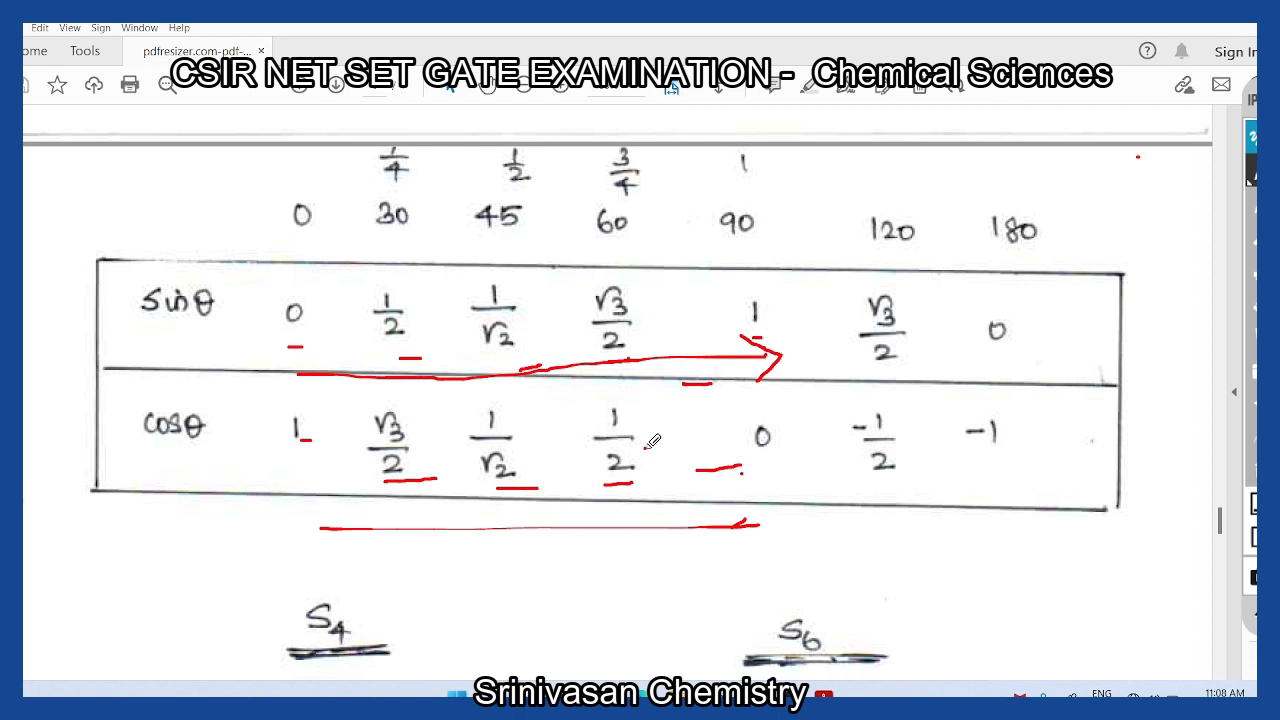 Edit View Sign Window Help
ome Tools pdfresizer.com-pdf-... × Sign In
CSIR NET SET GATE EXAMINATION - Chemical Sciences
1/4 1/2 3/4 1
0 30 45 60 90 120 180
Sinθ 0 1/2 1/√2 √3/2 1 √3/2 0
cosθ 1 √3/2 1/√2 1/2 0 -1/2 -1
S4 S6
ENG 11:08 AM
Srinivasan Chemistry